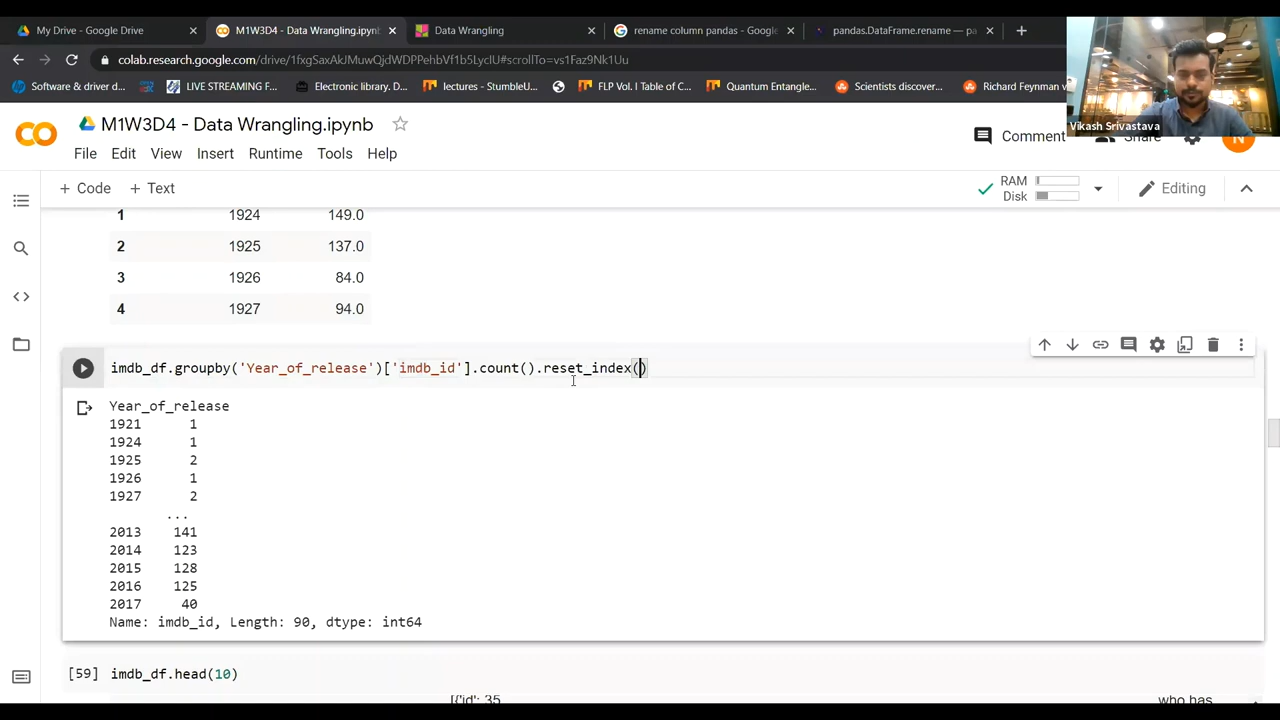 My Drive - Google Drive
M1W3D4 - Data Wrangling.ipynb
Data Wrangling
rename column pandas - Google
pandas.DataFrame.rename — pa
colab.research.google.com/drive/1fxgSaxAkJMuwQjdWDPPehbVf1b5LycIU#scrollTo=vs1Faz9Nk1Uu
Software & driver d...
LIVE STREAMING F...
Electronic library. D...
lectures - StumbleU...
FLP Vol. I Table of C...
Quantum Entangle...
Scientists discover...
Richard Feynman
Vikash Srivastava
M1W3D4 - Data Wrangling.ipynb
Comment
Share
N
File Edit View Insert Runtime Tools Help
+ Code + Text
RAM
Disk
Editing
1 1924 149.0
2 1925 137.0
3 1926 84.0
4 1927 94.0
imdb_df.groupby('Year_of_release')['imdb_id'].count().reset_index()
Year_of_release
1921 1
1924 1
1925 2
1926 1
1927 2
...
2013 141
2014 123
2015 128
2016 125
2017 40
Name: imdb_id, Length: 90, dtype: int64
[59] imdb_df.head(10)
[{'id': 35, who has